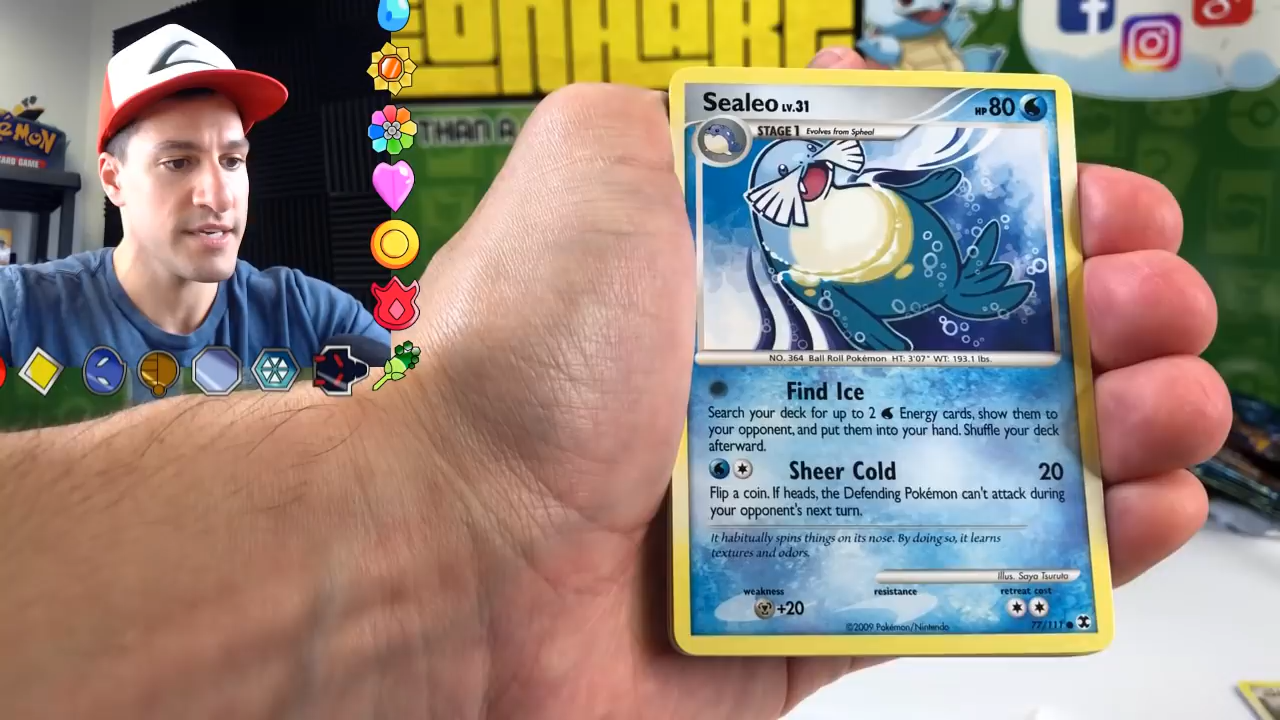 THAN A
Sealeo LV.31
HP 80
STAGE 1 Evolves from Spheal
NO. 364 Ball Roll Pokémon HT: 3'07" WT: 193.1 lbs.
Find Ice
Search your deck for up to 2 Energy cards, show them to
your opponent, and put them into your hand. Shuffle your deck
afterward.
Sheer Cold 20
Flip a coin. If heads, the Defending Pokémon can't attack during
your opponent's next turn.
It habitually spins things on its nose. By doing so, it learns
textures and odors.
Illus. Saya Tsuruta
weakness resistance retreat cost
+20
©2009 Pokémon/Nintendo 77/111